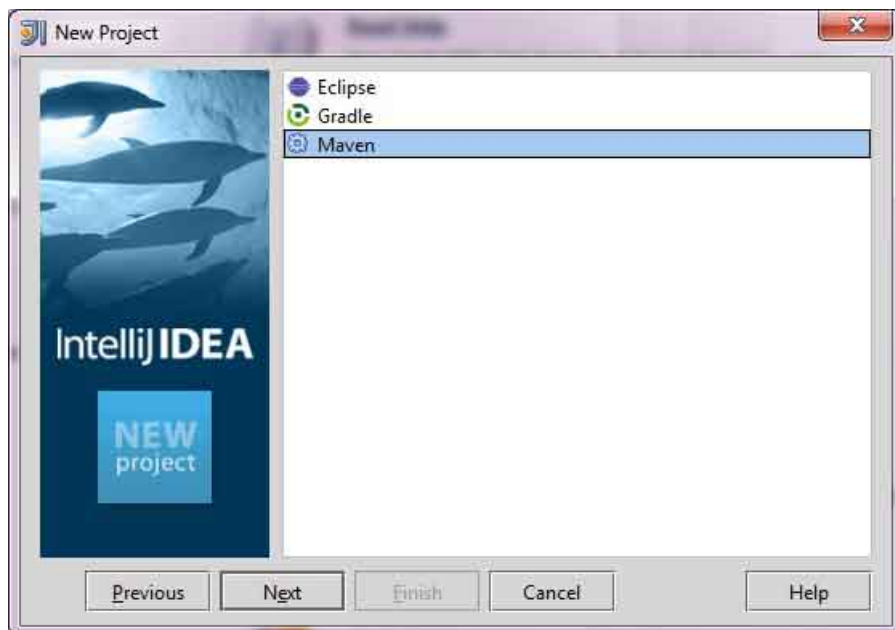 New Project
Eclipse
Gradle
Maven
IntelliJ IDEA
NEW
project
Previous
Next
Finish
Cancel
Help